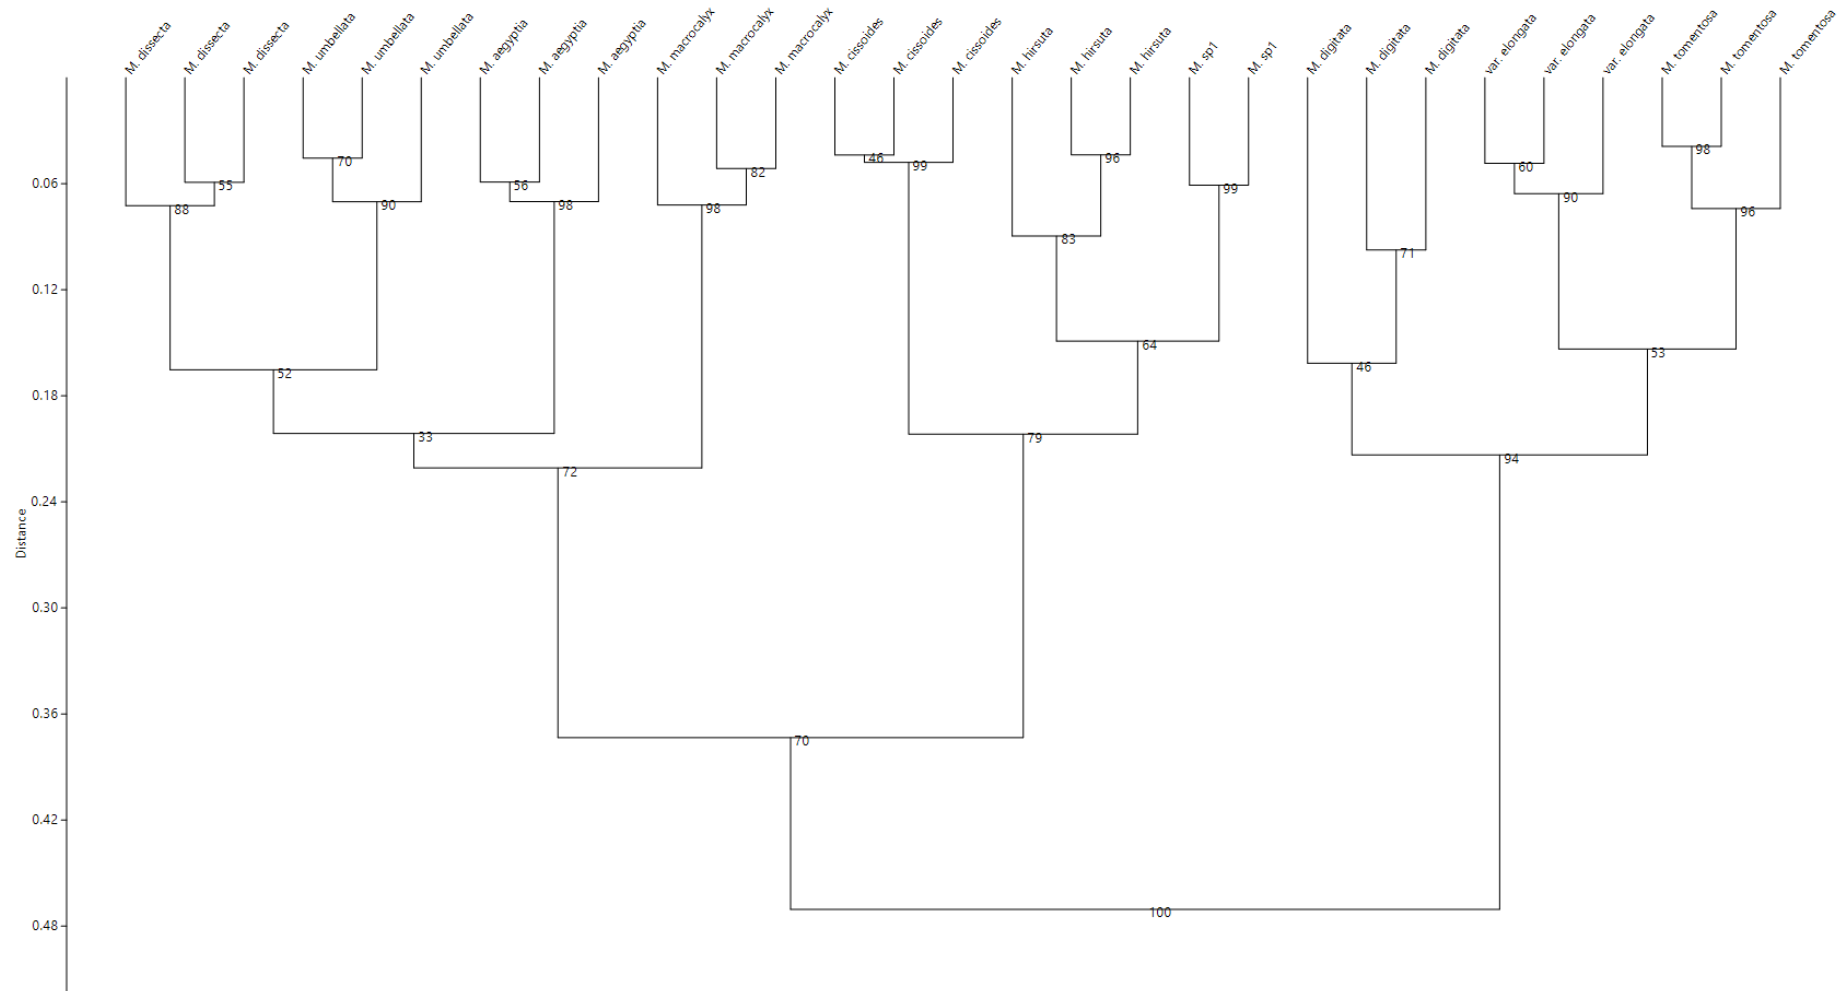 M. dissecta
M. dissecta
M. dissecta
M. umbellata
M. umbellata
M. umbellata
M. aegyptia
M. aegyptia
M. aegyptia
M. macrocalyx
M. macrocalyx
M. macrocalyx
M. cissoides
M. cissoides
M. cissoides
M. hirsuta
M. hirsuta
M. hirsuta
M. sp1
M. sp1
M. digitata
M. digitata
M. digitata
var. elongata
var. elongata
var. elongata
M. tomentosa
M. tomentosa
M. tomentosa
0.06
0.12
0.18
0.24
0.30
0.36
0.42
0.48
Distance
98
46
96
70
99
60
82
55
56
99
90
90
98
98
88
96
83
71
64
53
46
52
33
79
94
72
70
100